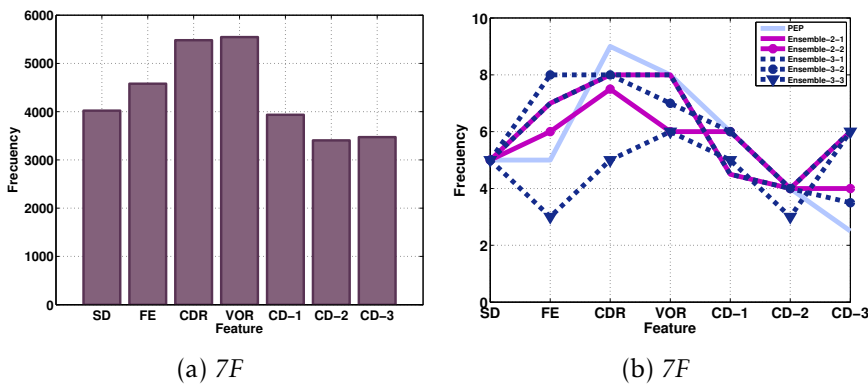 6000
5000
4000
3000
2000
1000
0
Frecuency
SD FE CDR VOR CD−1 CD−2 CD−3
Feature
(a) 7F
10
8
6
4
2
0
Frecuency
PEP
Ensemble−2−1
Ensemble−2−2
Ensemble−3−1
Ensemble−3−2
Ensemble−3−3
SD FE CDR VOR CD−1 CD−2 CD−3
Feature
(b) 7F